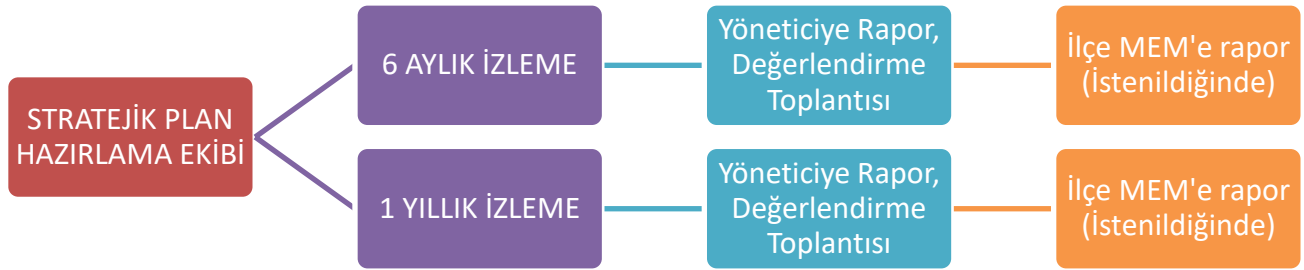 STRATEJİK PLAN
HAZIRLAMA EKİBİ
6 AYLIK İZLEME
Yöneticiye Rapor,
Değerlendirme
Toplantısı
İlçe MEM'e rapor
(İstenildiğinde)
1 YILLIK İZLEME
Yöneticiye Rapor,
Değerlendirme
Toplantısı
İlçe MEM'e rapor
(İstenildiğinde)